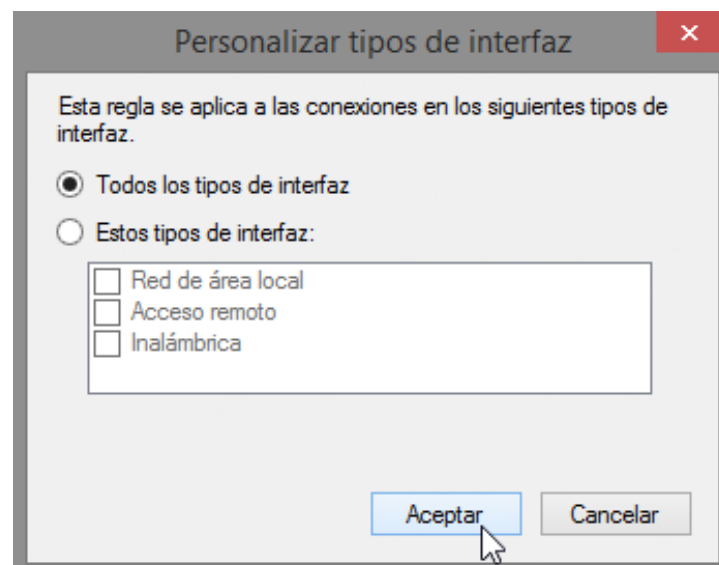 Personalizar tipos de interfaz
Esta regla se aplica a las conexiones en los siguientes tipos de
interfaz.
Todos los tipos de interfaz
Estos tipos de interfaz:
Red de área local
Acceso remoto
Inalámbrica
Aceptar
Cancelar